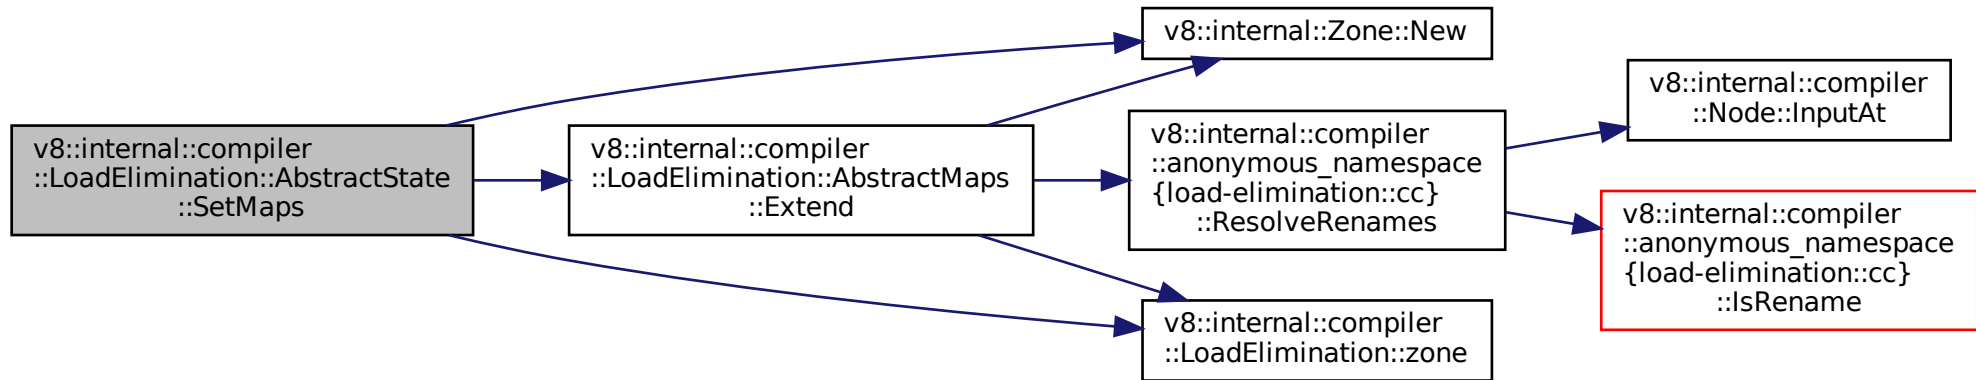 v8::internal::compiler
::LoadElimination::AbstractState
::SetMaps
v8::internal::compiler
::LoadElimination::AbstractMaps
::Extend
v8::internal::Zone::New
v8::internal::compiler
::anonymous_namespace
{load-elimination::cc}
::ResolveRenames
v8::internal::compiler
::LoadElimination::zone
v8::internal::compiler
::Node::InputAt
v8::internal::compiler
::anonymous_namespace
{load-elimination::cc}
::IsRename